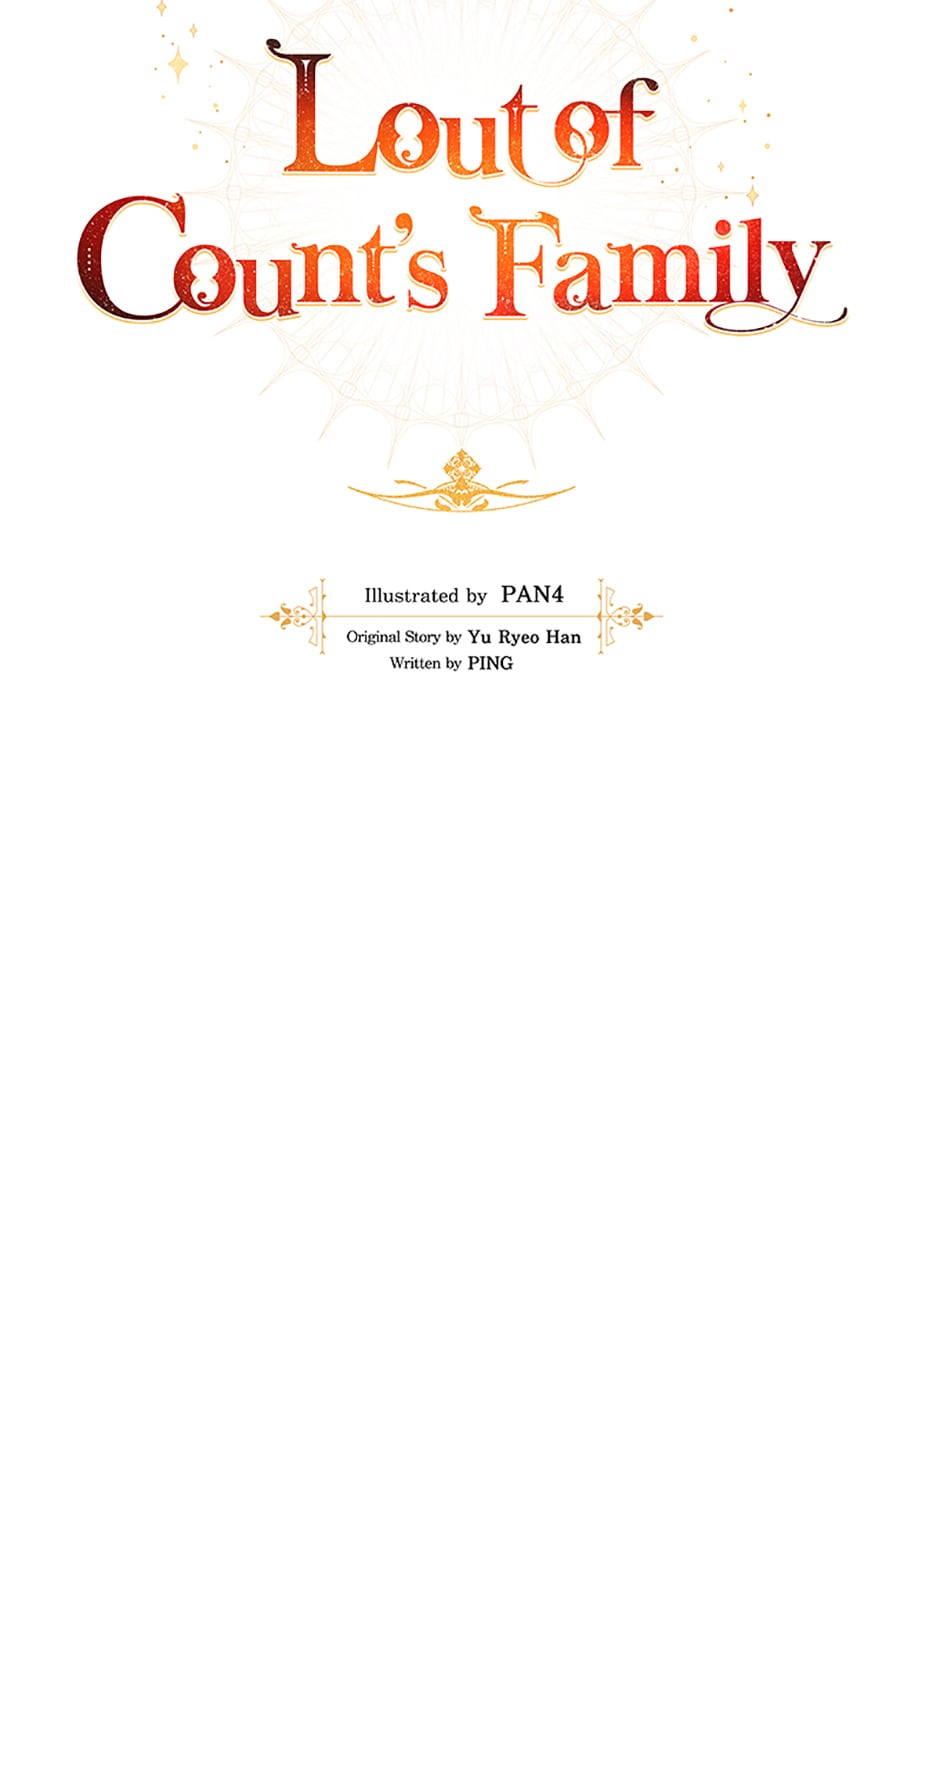 Lout of
Count's Family
Illustrated by PAN4
Original Story by Yu Ryeo Han
Written by PING